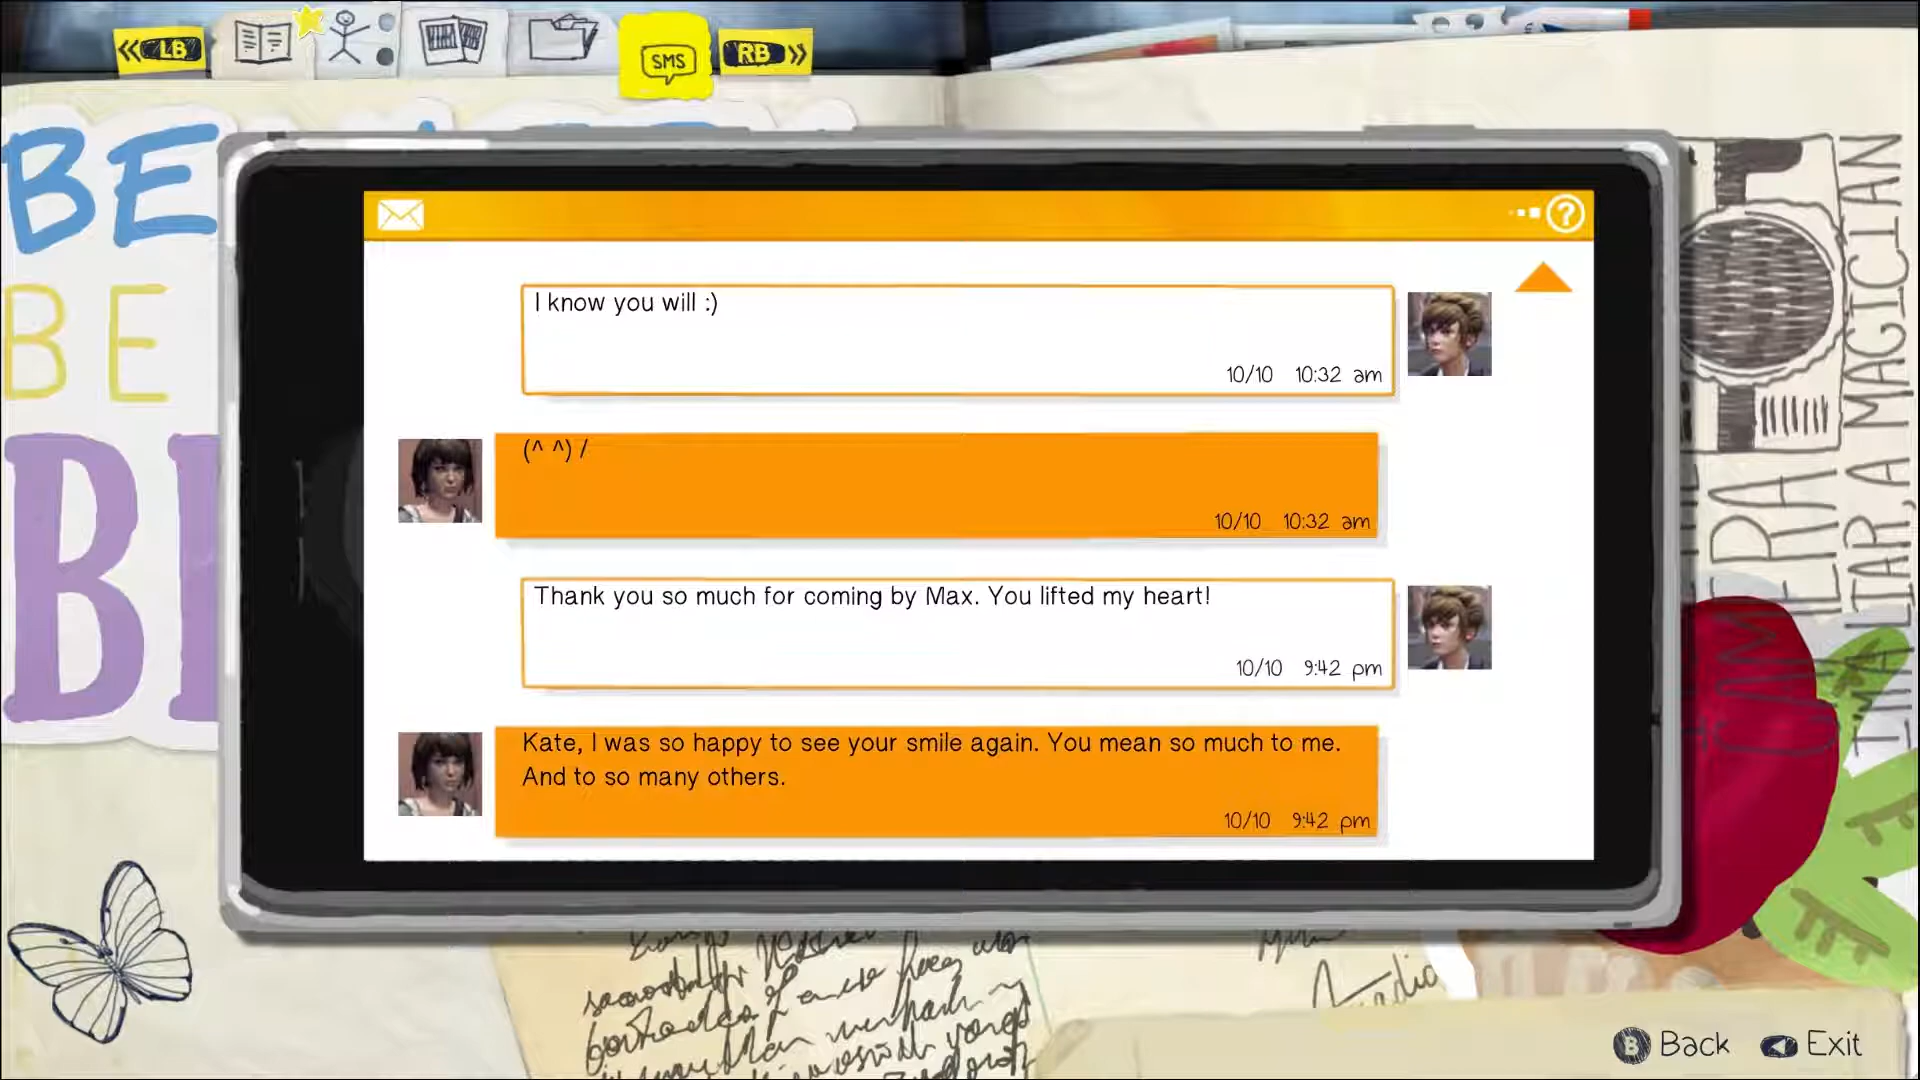 LB
SMS
RB
BE
BE
I know you will :)
10/10 10:32 am
(^ ^) /
10/10 10:32 am
Thank you so much for coming by Max. You lifted my heart!
10/10 9:42 pm
Kate, I was so happy to see your smile again. You mean so much to me.
And to so many others.
10/10 9:42 pm
LIAR, A MAGICIAN
B Back
Exit